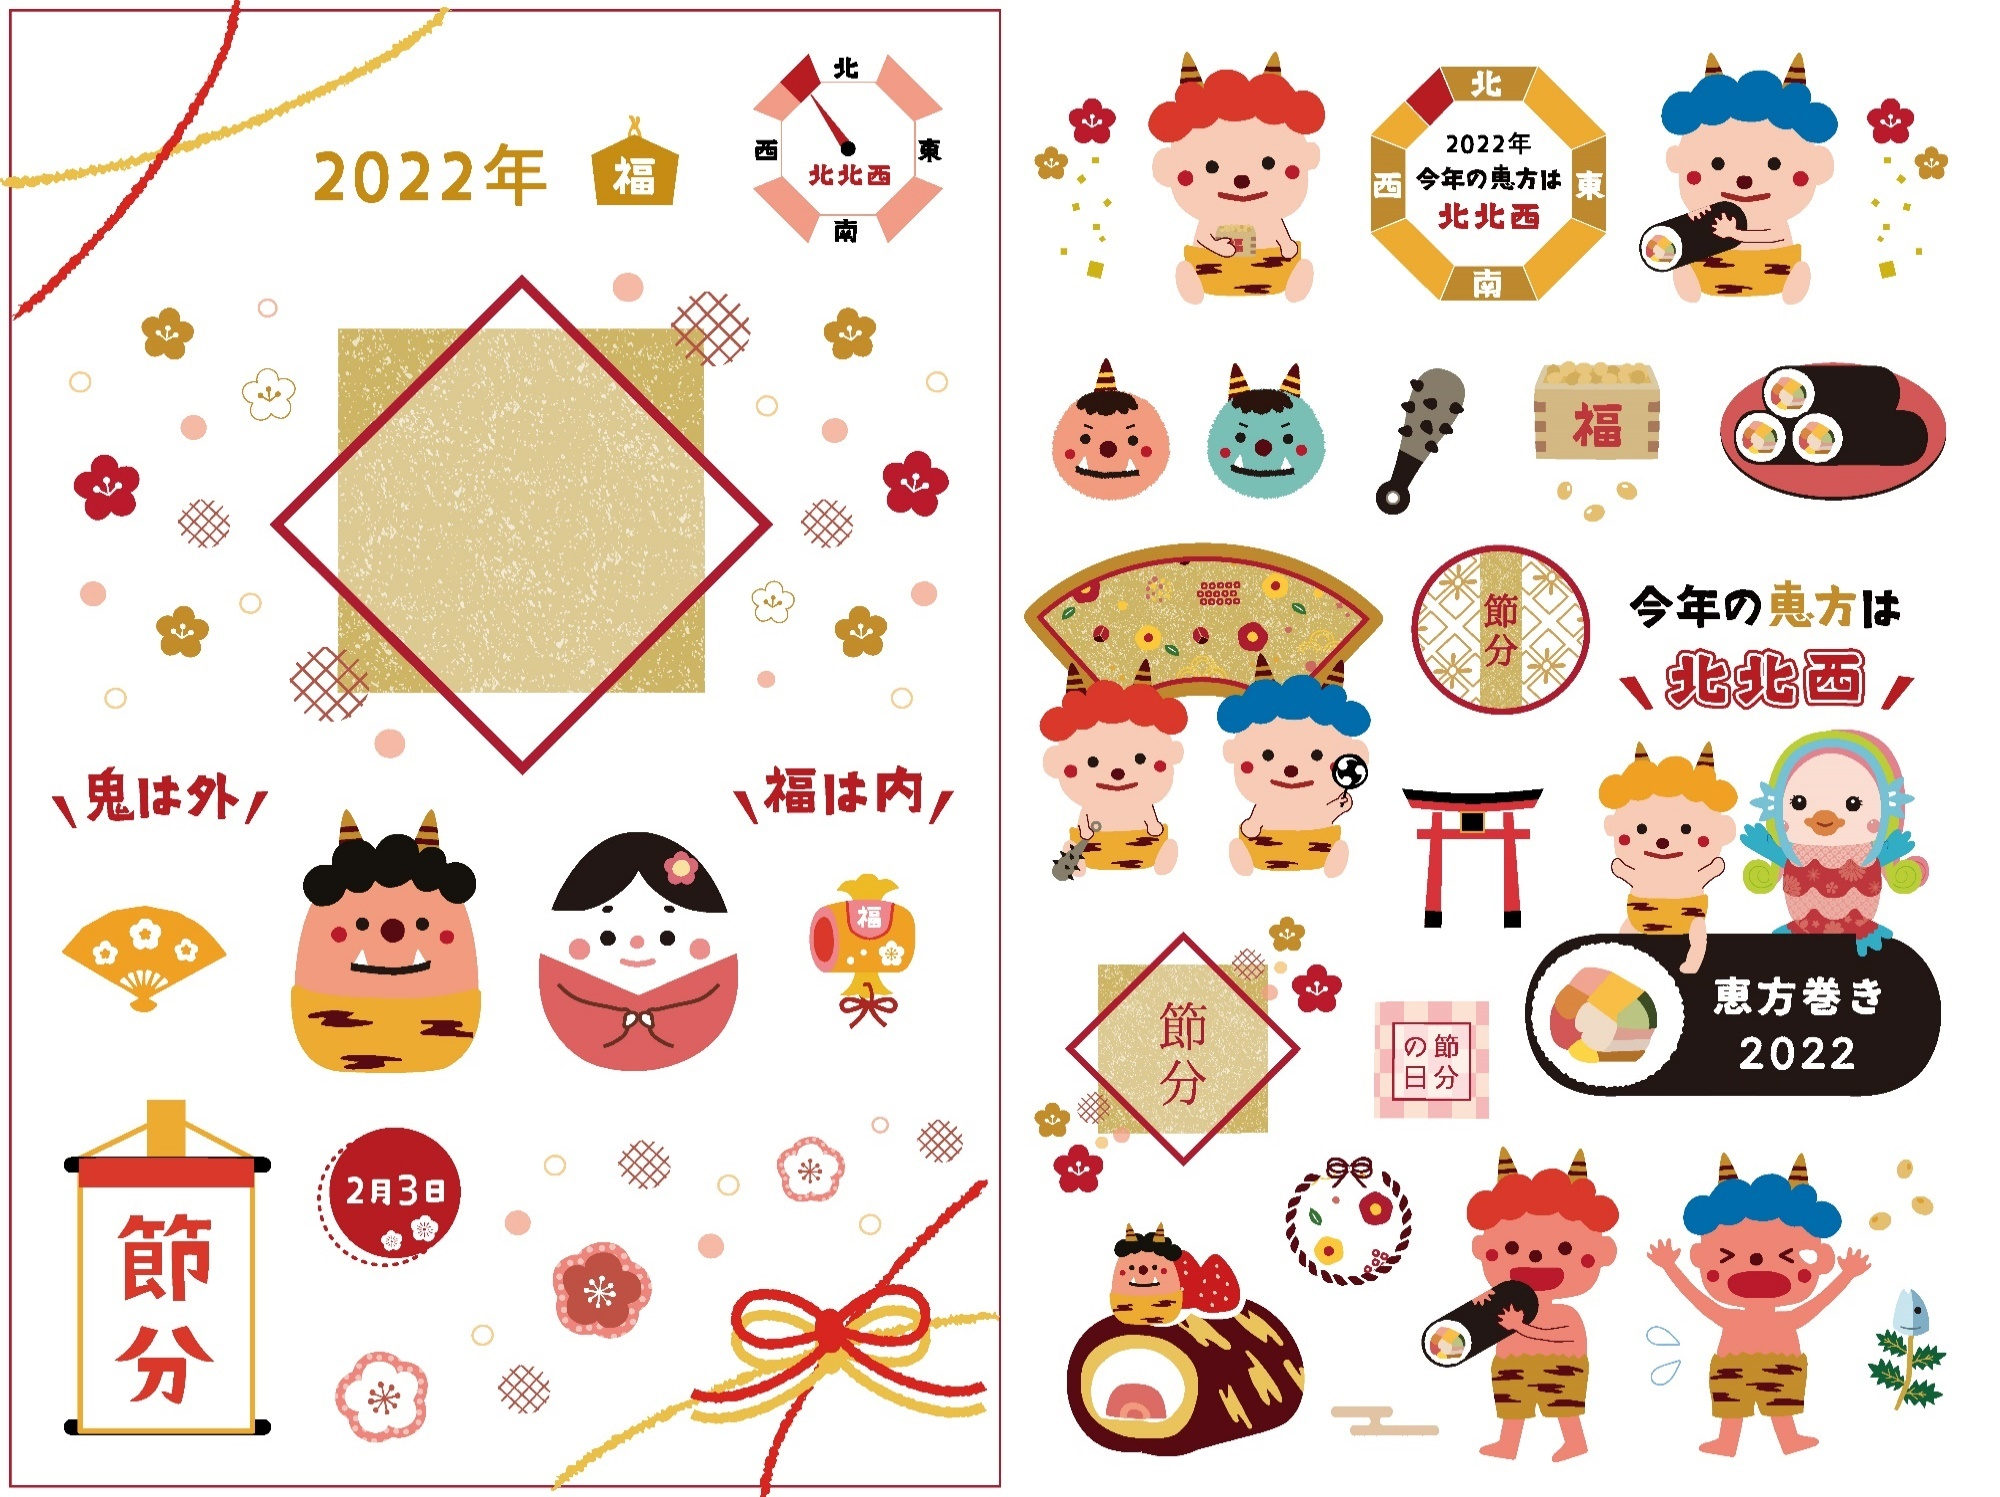 2022年
福
北
西
東
北北西
南
鬼は外
福は内
福
節分
2月3日
北
西
東
南
2022年
今年の恵方は
北北西
福
福
節分
今年の恵方は
北北西
節分
節分
の日
恵方巻き
2022